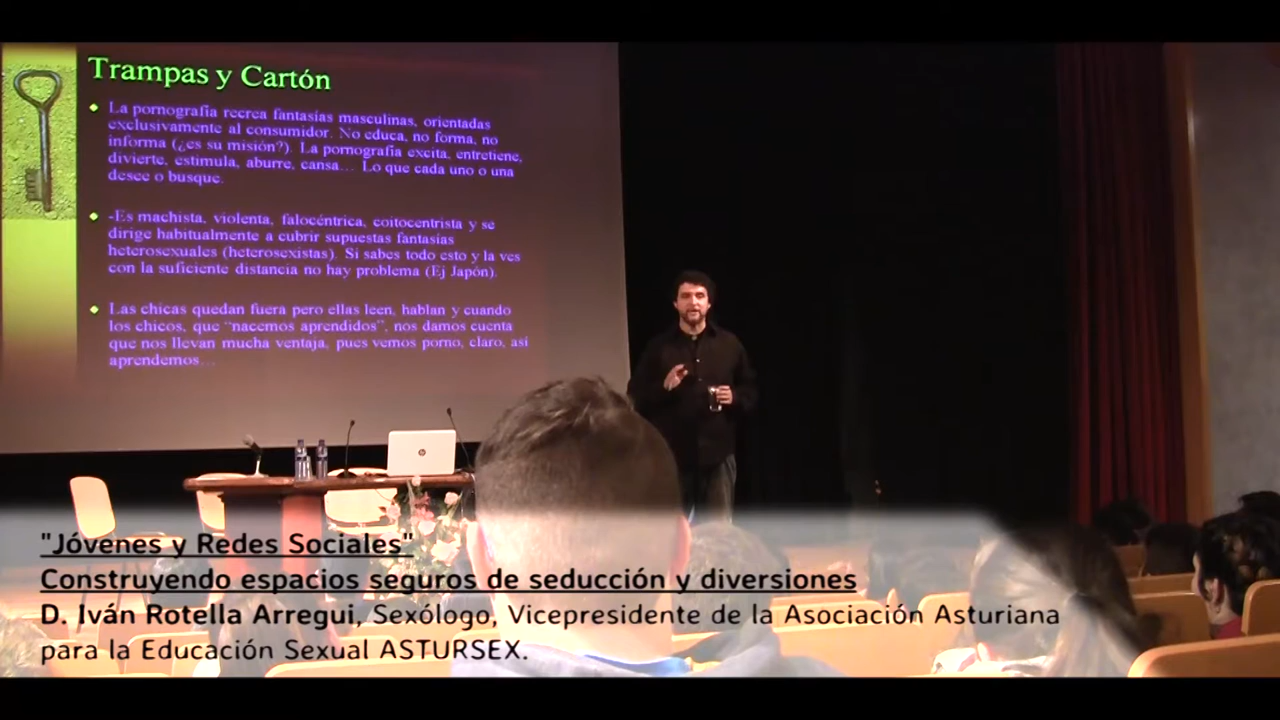 Trampas y Cartón
La pornografía recrea fantasías masculinas, orientadas
exclusivamente al consumidor. No educa, no forma, no
informa (¿es su misión?). La pornografía excita, entretiene,
divierte, estimula, aburre, cansa… Lo que cada uno o una
desee o busque.
-Es machista, violenta, falocéntrica, coitocentrista y se
dirige habitualmente a cubrir supuestas fantasías
heterosexuales (heterosexistas). Si sabes todo esto y la ves
con la suficiente distancia no hay problema (Ej Japón).
Las chicas quedan fuera pero ellas leen, hablan y cuando
los chicos, que “nacemos aprendidos”, nos damos cuenta
que nos llevan mucha ventaja, pues vemos porno, claro, así
aprendemos…
"Jóvenes y Redes Sociales"
Construyendo espacios seguros de seducción y diversiones
D. Iván Rotella Arregui, Sexólogo, Vicepresidente de la Asociación Asturiana
para la Educación Sexual ASTURSEX.